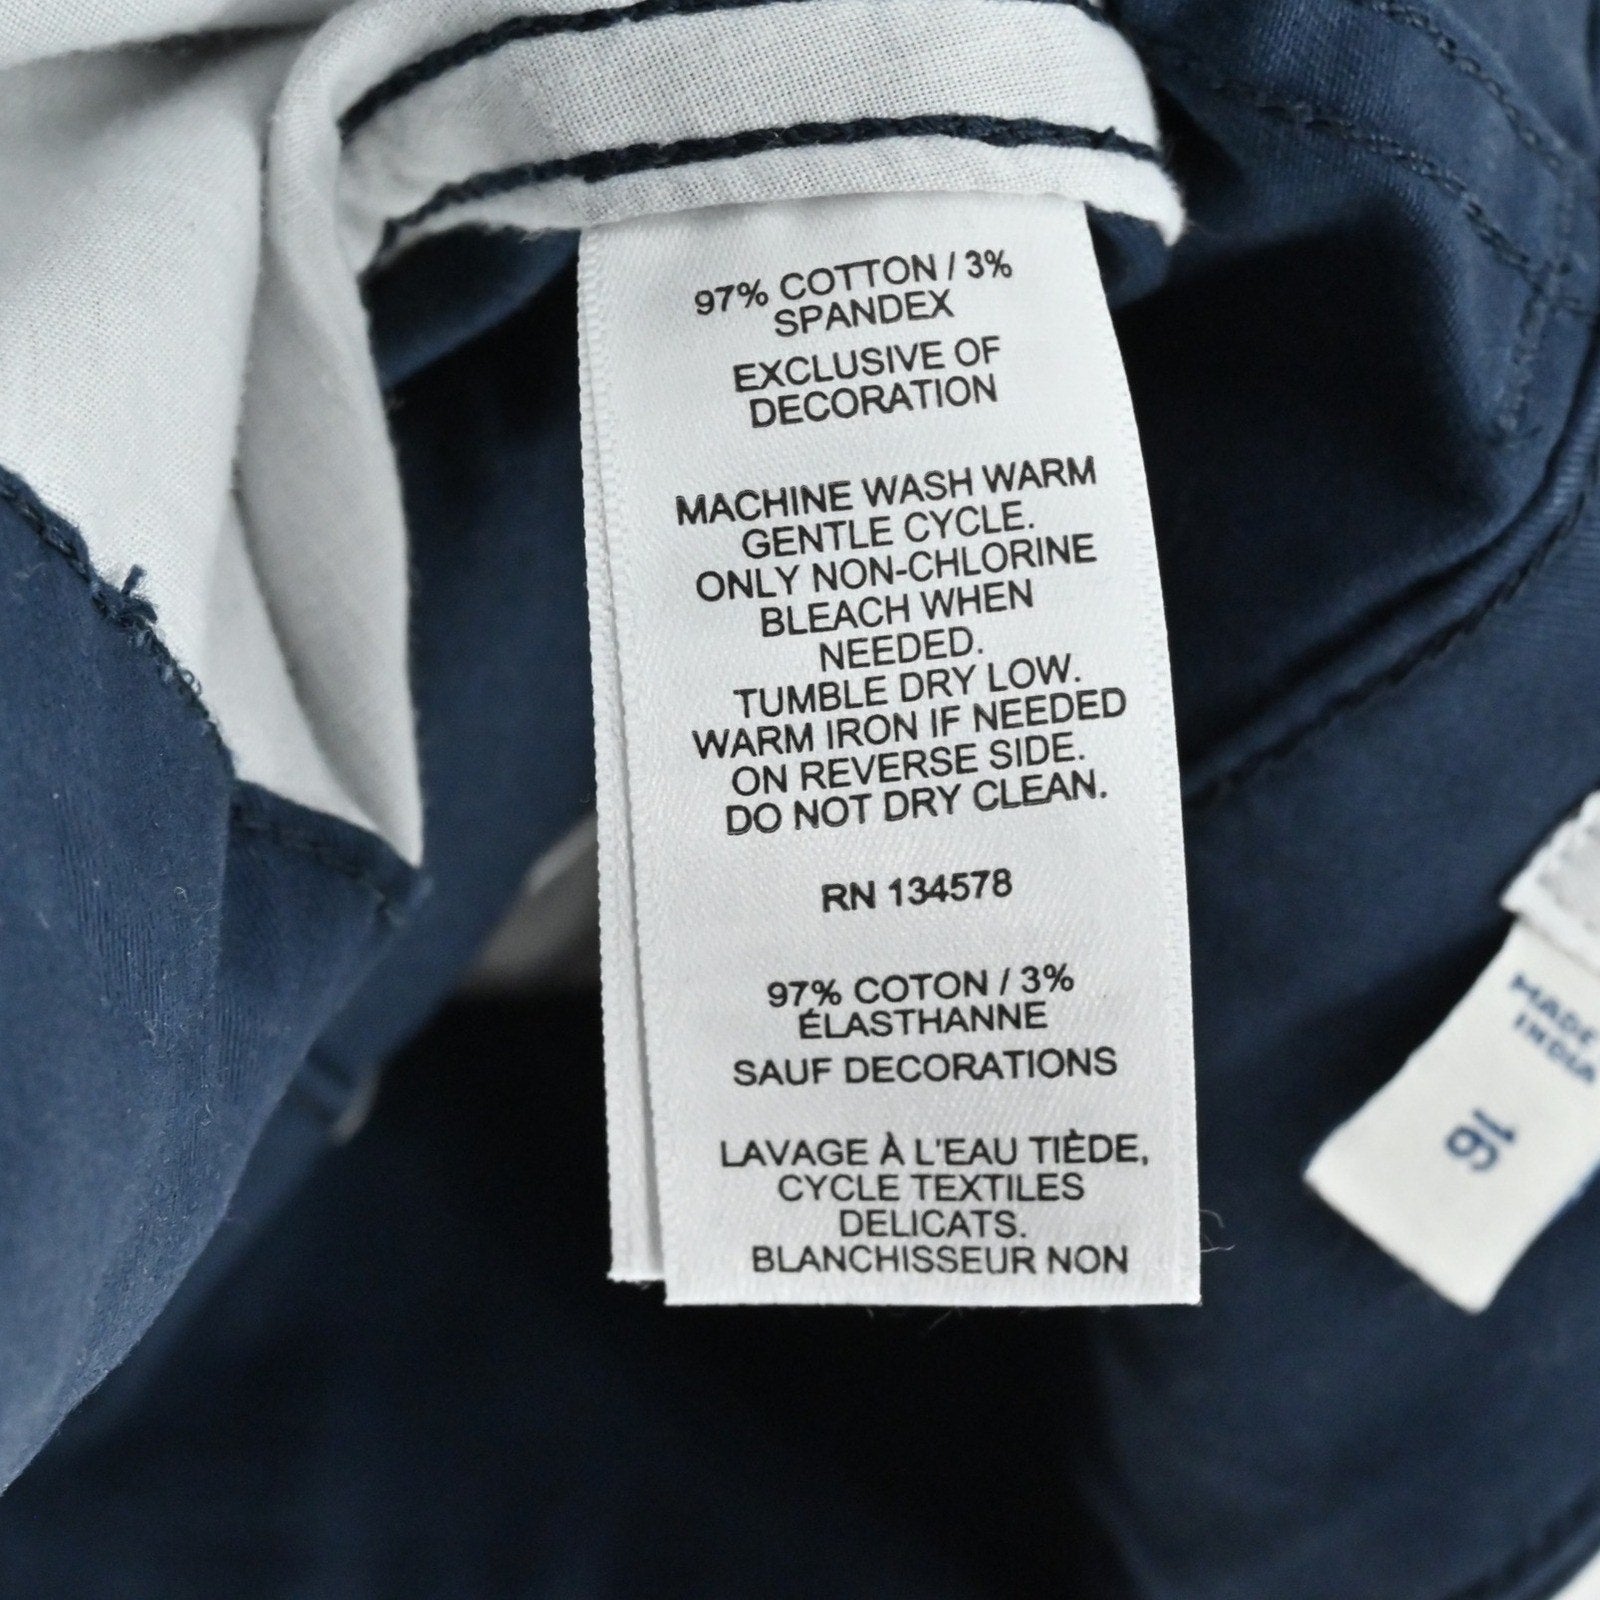 97% COTTON / 3%
SPANDEX
EXCLUSIVE OF
DECORATION
MACHINE WASH WARM
GENTLE CYCLE.
ONLY NON-CHLORINE
BLEACH WHEN
NEEDED.
TUMBLE DRY LOW.
WARM IRON IF NEEDED
ON REVERSE SIDE.
DO NOT DRY CLEAN.
RN 134578
97% COTON / 3%
ÉLASTHANNE
SAUF DECORATIONS
LAVAGE À L'EAU TIÈDE,
CYCLE TEXTILES
DELICATS.
BLANCHISSEUR NON
MADE
INDIA
16